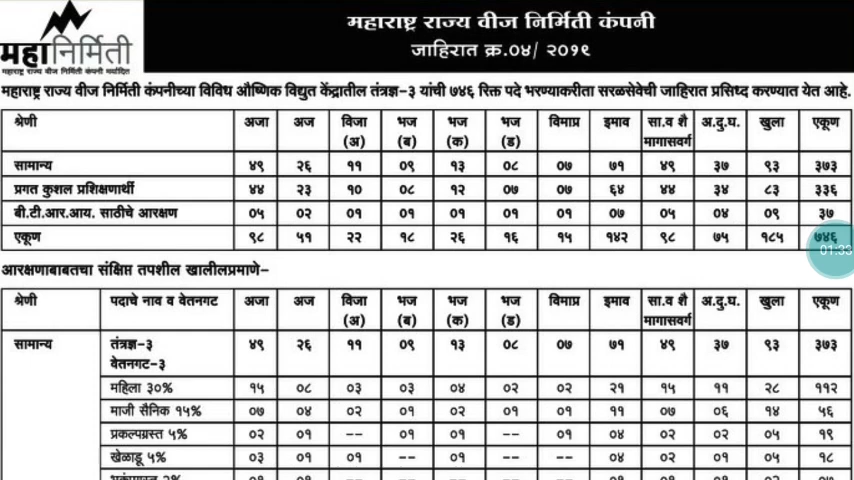 महानिर्मिती
महाराष्ट्र राज्य वीज निर्मिती कंपनी मर्यादित
महाराष्ट्र राज्य वीज निर्मिती कंपनी
जाहिरात क्र.०४/ २०१९
महाराष्ट्र राज्य वीज निर्मिती कंपनीच्या विविध औष्णिक विद्युत केंद्रातील तंत्रज्ञ-३ यांची ७४६ रिक्त पदे भरण्याकरीता सरळसेवेची जाहिरात प्रसिध्द करण्यात येत आहे.
श्रेणी अजा अज विजा (अ) भज (ब) भज (क) भज (ड) विमाप्र इमाव सा.व शै मागासवर्ग अ.दु.घ. खुला एकूण
सामान्य ४९ २६ ११ ०९ १३ ०८ ०७ ७१ ४९ ३७ ९३ ३७३
प्रगत कुशल प्रशिक्षणार्थी ४४ २३ १० ०८ १२ ०७ ०७ ६४ ४४ ३४ ८३ ३३६
बी.टी.आर.आय. साठीचे आरक्षण ०५ ०२ ०१ ०१ ०१ ०१ ०१ ०७ ०५ ०४ ०९ ३७
एकूण ९८ ५१ २२ १८ २६ १६ १५ १४२ ९८ ७५ १८५ ७४६
01:33
आरक्षणाबाबतचा संक्षिप्त तपशील खालीलप्रमाणे-
श्रेणी पदाचे नाव व वेतनगट अजा अज विजा (अ) भज (ब) भज (क) भज (ड) विमाप्र इमाव सा.व शै मागासवर्ग अ.दु.घ. खुला एकूण
सामान्य तंत्रज्ञ-३ ४९ २६ ११ ०९ १३ ०८ ०७ ७१ ४९ ३७ ९३ ३७३
वेतनगट-३
महिला ३०% १५ ०८ ०३ ०३ ०४ ०२ ०२ २१ १५ ११ २८ ११२
माजी सैनिक १५% ०७ ०४ ०२ ०१ ०२ ०१ ०१ ११ ०७ ०६ १४ ५६
प्रकल्पग्रस्त ५% ०२ ०१ -- ०१ ०१ -- ०१ ०४ ०२ ०२ ०५ १९
खेळाडू ५% ०३ ०१ ०१ -- ०१ -- -- ०४ ०२ ०१ ०५ १८